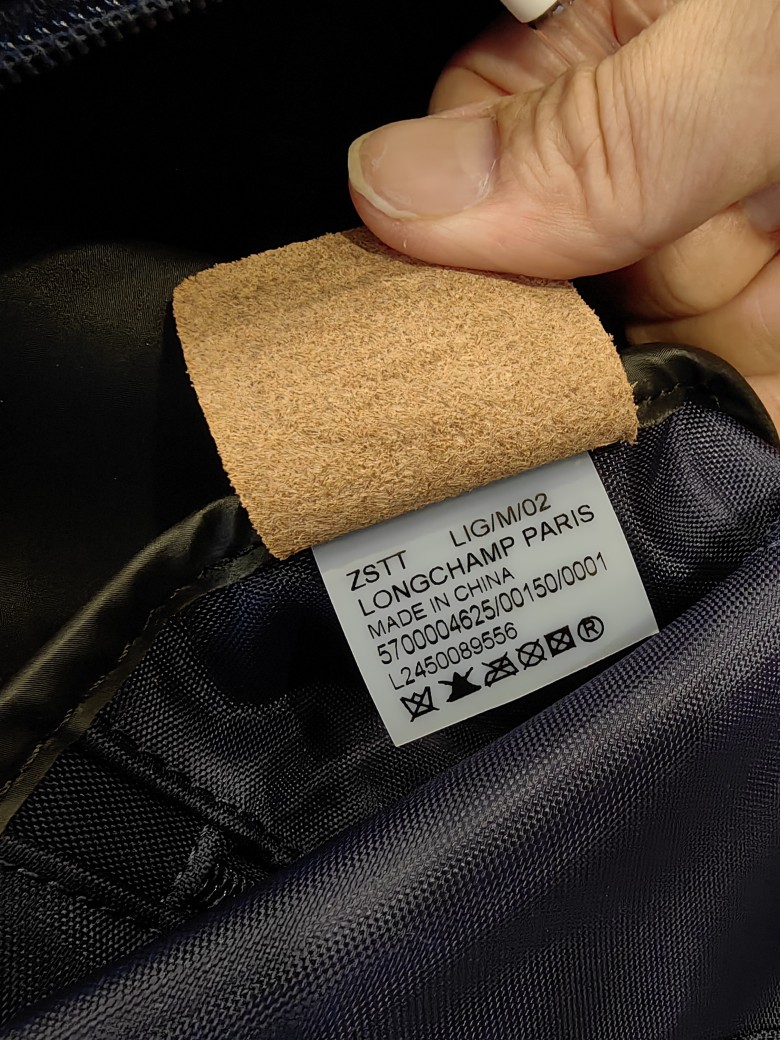 ZSTT LIG/M/02
LONGCHAMP PARIS
MADE IN CHINA
5700004625/00150/0001
L2450089556
®